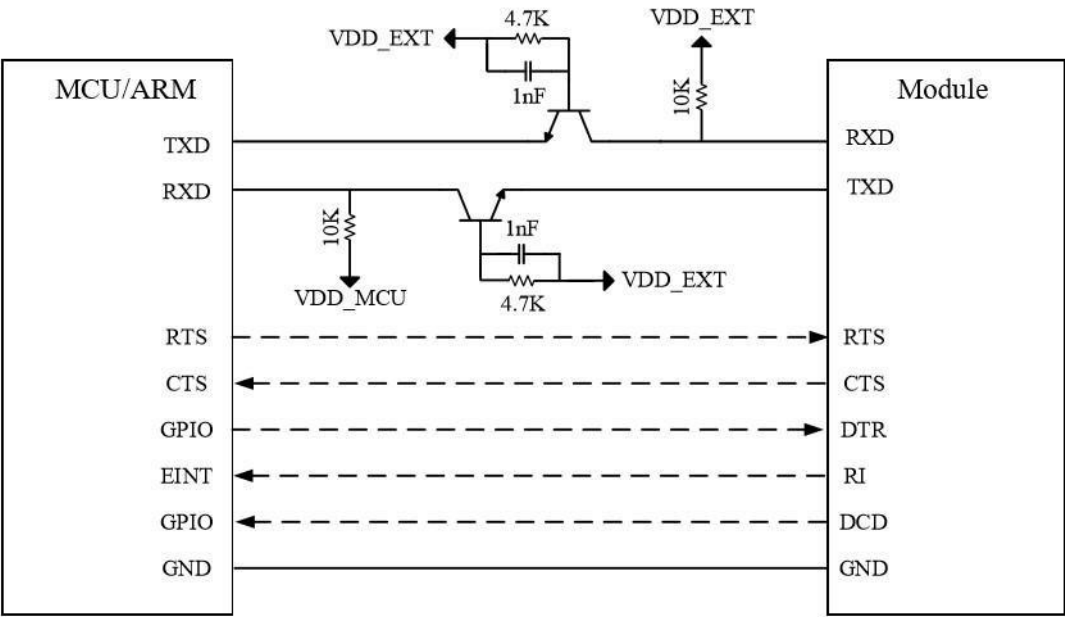 4.7K
VDD_EXT
VDD_EXT
1nF
10K
MCU/ARM
Module
TXD
RXD
RXD
TXD
10K
1nF
4.7K
VDD_EXT
VDD_MCU
RTS
RTS
CTS
CTS
GPIO
DTR
EINT
RI
GPIO
DCD
GND
GND